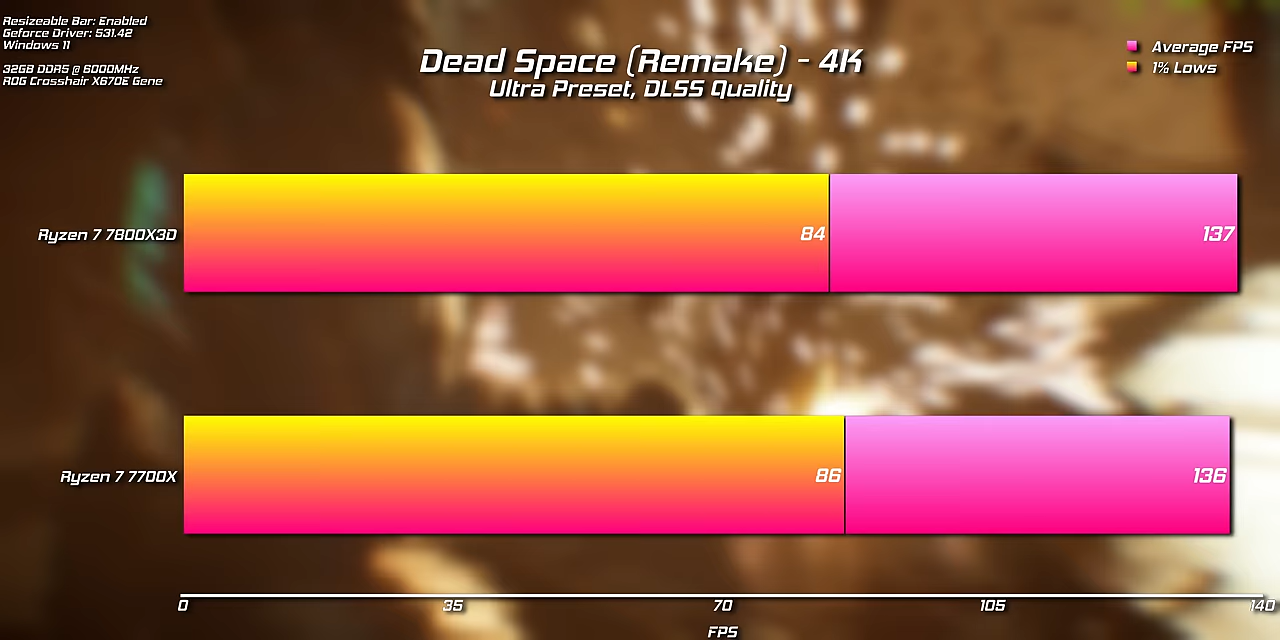 Resizeable Bar: Enabled
Geforce Driver: 531.42
Windows 11
32GB DDR5 @ 6000MHz
ROG Crosshair X670E Gene
Dead Space (Remake) - 4K
Ultra Preset, DLSS Quality
Average FPS
1% Lows
Ryzen 7 7800X3D
84
137
Ryzen 7 7700X
86
136
0 35 70 105 140
FPS